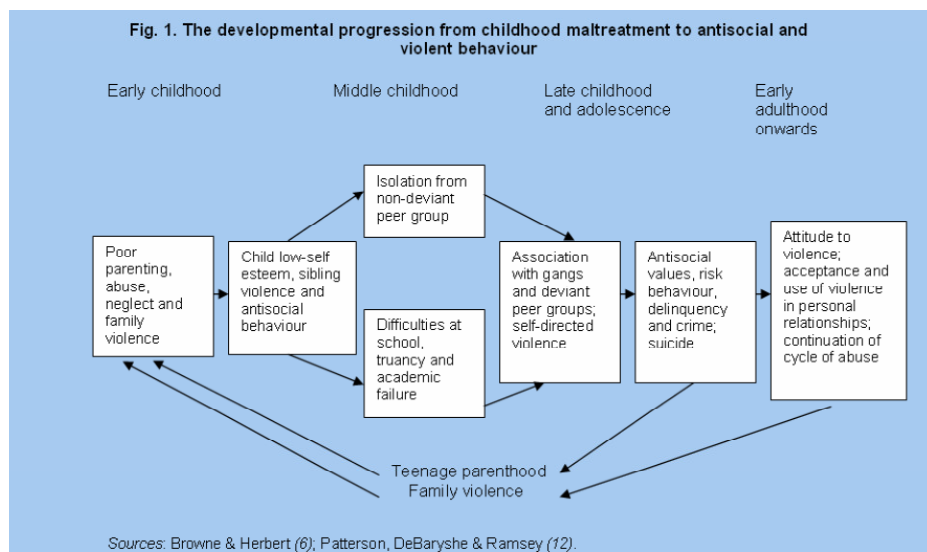 Fig. 1. The developmental progression from childhood maltreatment to antisocial and
violent behaviour
Early childhood
Middle childhood
Late childhood
and adolescence
Early
adulthood
onwards
Poor
parenting,
abuse,
neglect and
family
violence
Child low-self
esteem, sibling
violence and
antisocial
behaviour
Isolation from
non-deviant
peer group
Difficulties at
school,
truancy and
academic
failure
Association
with gangs
and deviant
peer groups;
self-directed
violence
Antisocial
values, risk
behaviour,
delinquency
and crime;
suicide
Attitude to
violence;
acceptance and
use of violence
in personal
relationships;
continuation of
cycle of abuse
Teenage parenthood
Family violence
Sources: Browne & Herbert (6); Patterson, DeBaryshe & Ramsey (12).